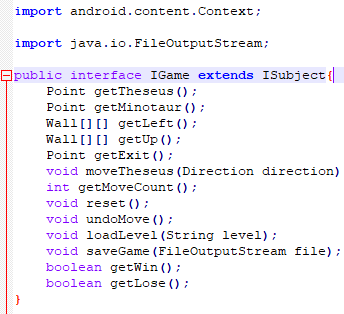 import android.content.Context;
import java.io.FileOutputStream;
public interface IGame extends ISubject{
Point getTheseus();
Point getMinotaur();
Wall[][] getLeft();
Wall[][] getUp();
Point getExit();
void moveTheseus(Direction direction)
int getMoveCount();
void reset();
void undoMove();
void loadLevel(String level);
void saveGame(FileOutputStream file);
boolean getWin();
boolean getLose();
}